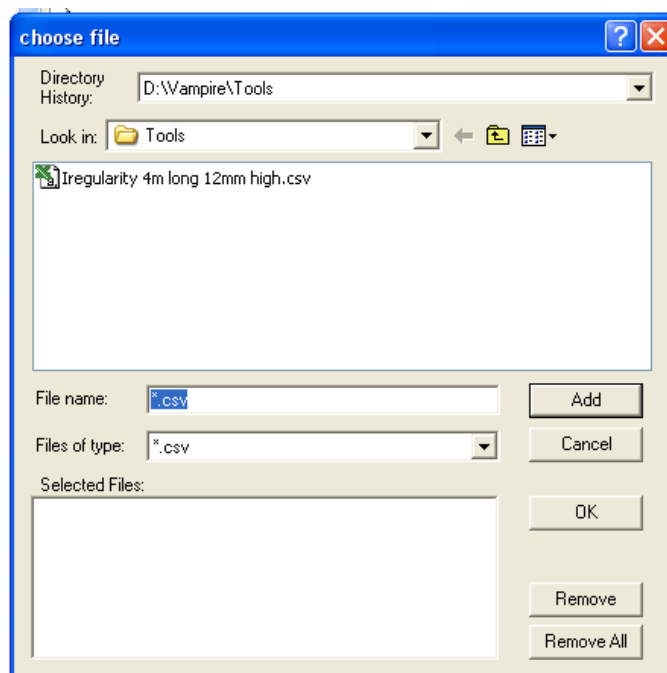 choose file
Directory
History:
D:\Vampire\Tools
Look in:
Tools
Iregularity 4m long 12mm high.csv
File name:
*.csv
Add
Files of type:
*.csv
Cancel
Selected Files:
OK
Remove
Remove All